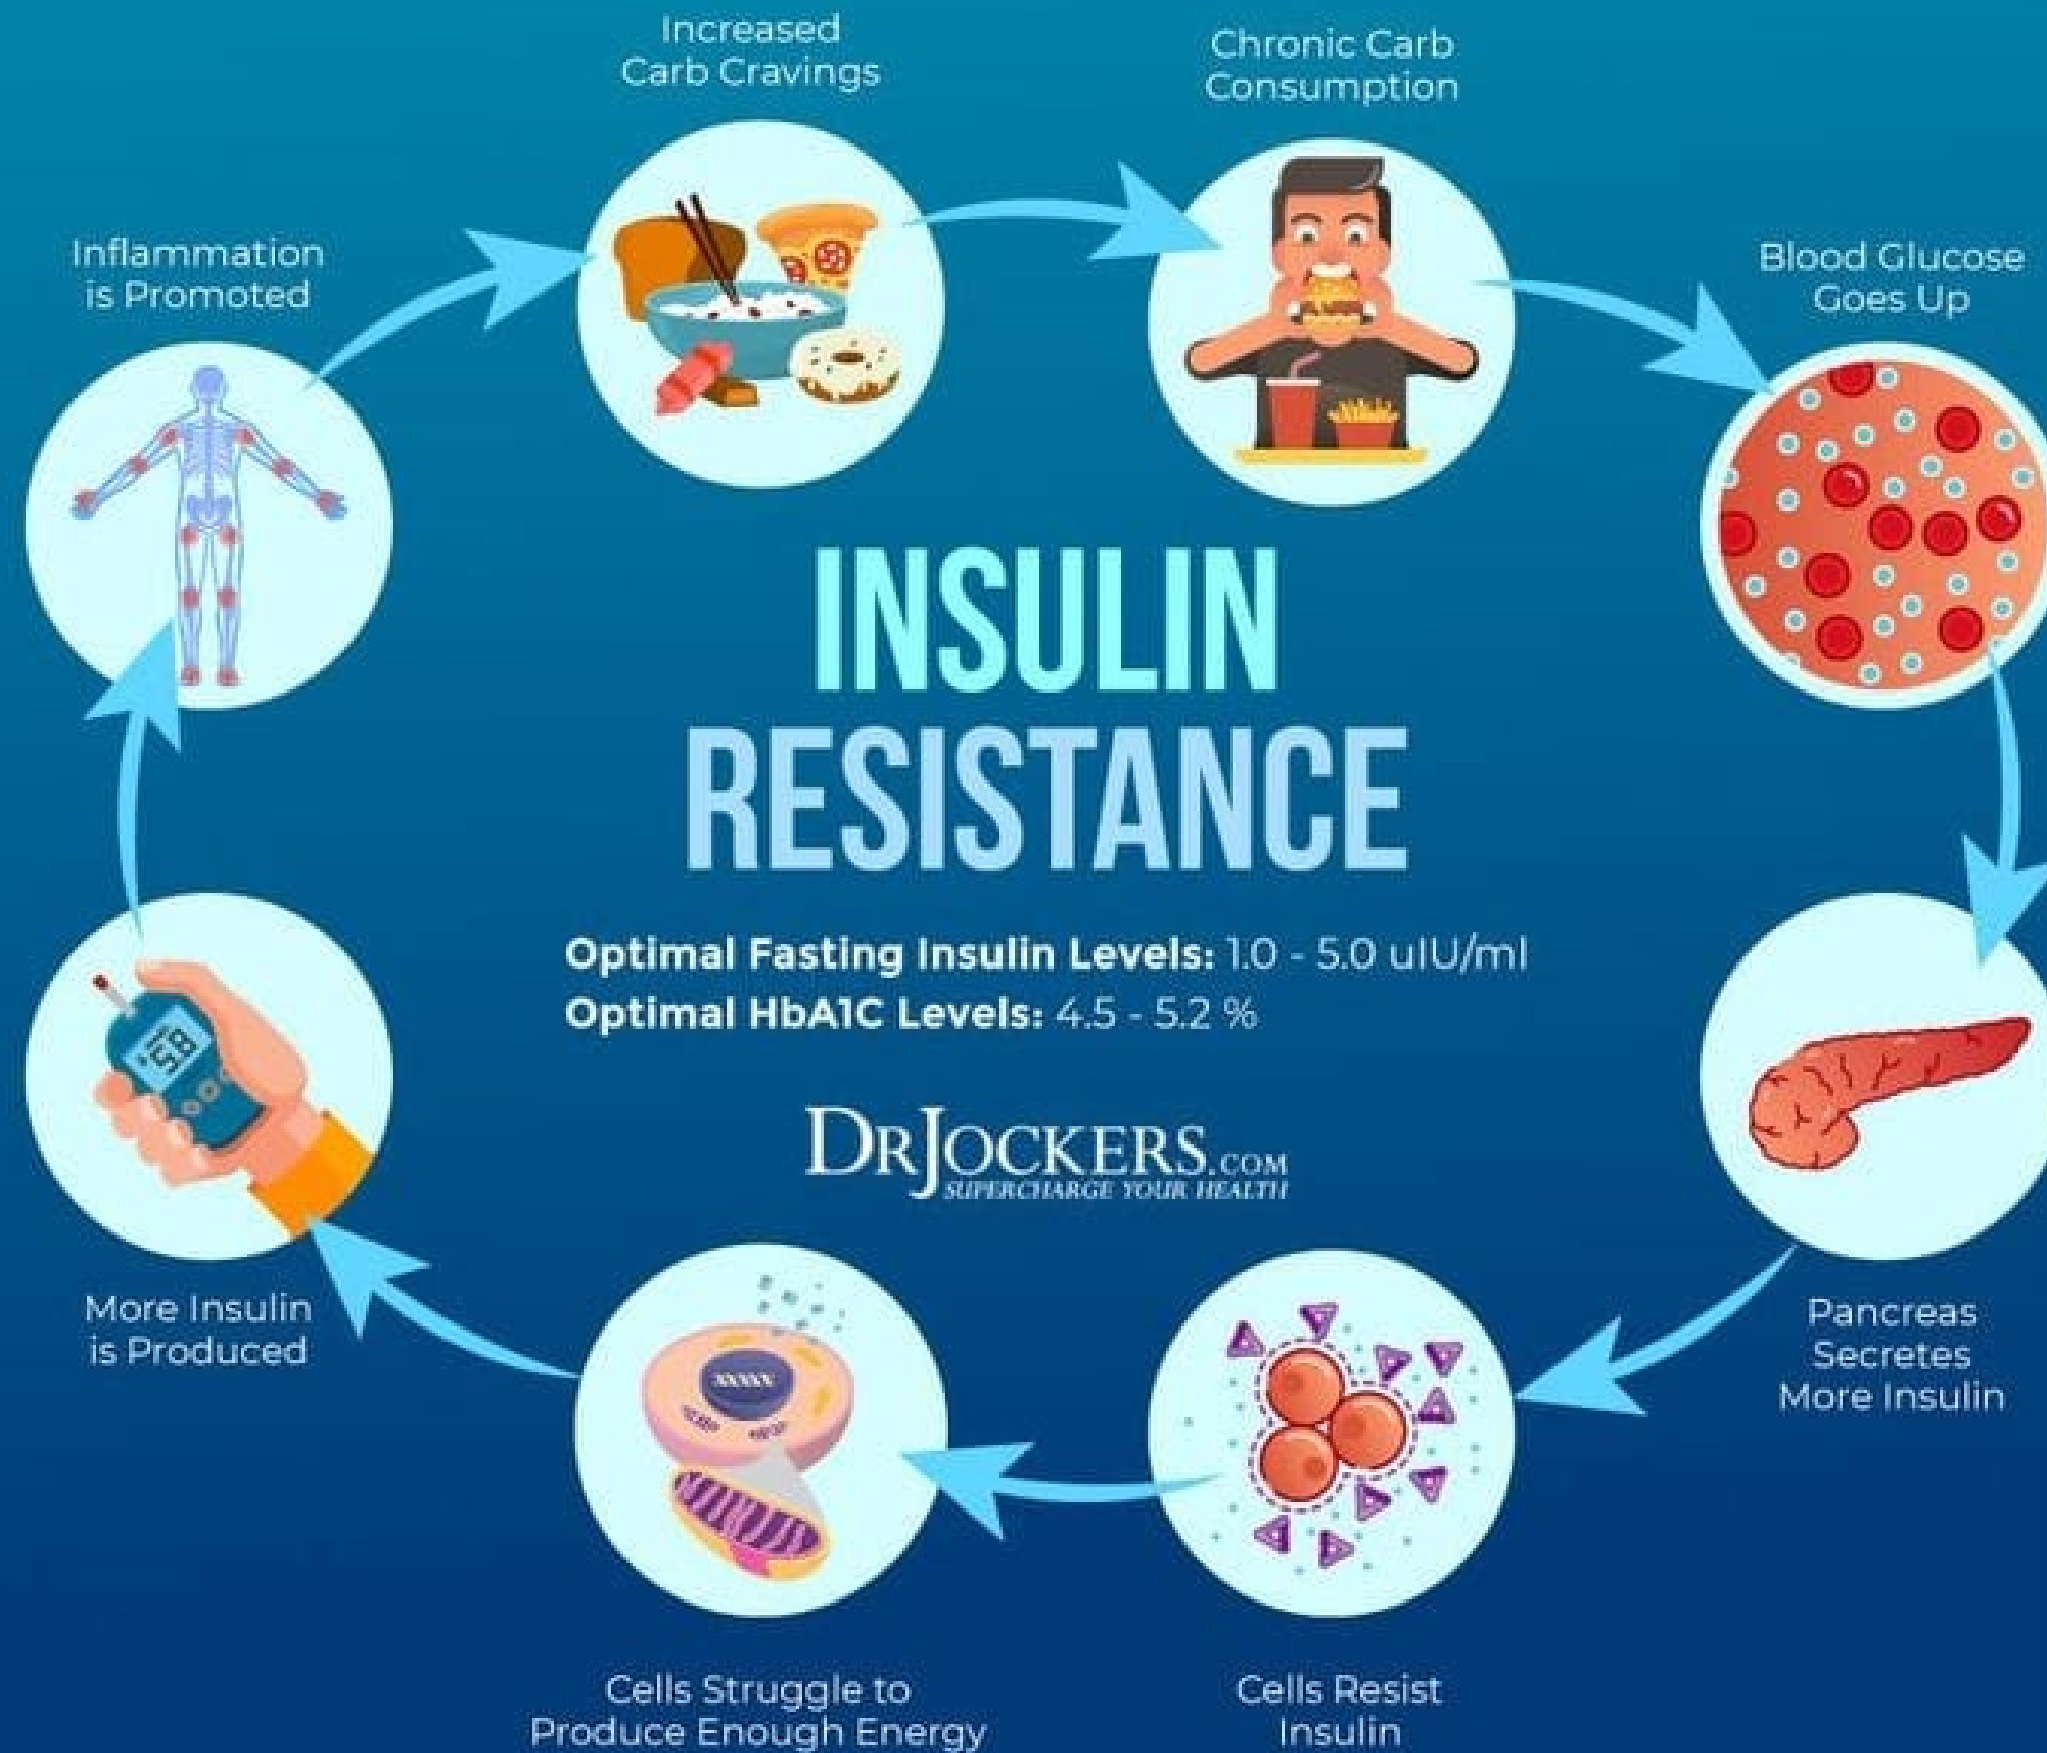 Increased
Carb Cravings
Chronic Carb
Consumption
Inflammation
is Promoted
Blood Glucose
Goes Up
INSULIN
RESISTANCE
Optimal Fasting Insulin Levels: 1.0 - 5.0 uIU/ml
Optimal HbA1C Levels: 4.5 - 5.2 %
DRJOCKERS.COM
SUPERCHARGE YOUR HEALTH
58
More Insulin
is Produced
Pancreas
Secretes
More Insulin
Cells Struggle to
Produce Enough Energy
Cells Resist
Insulin